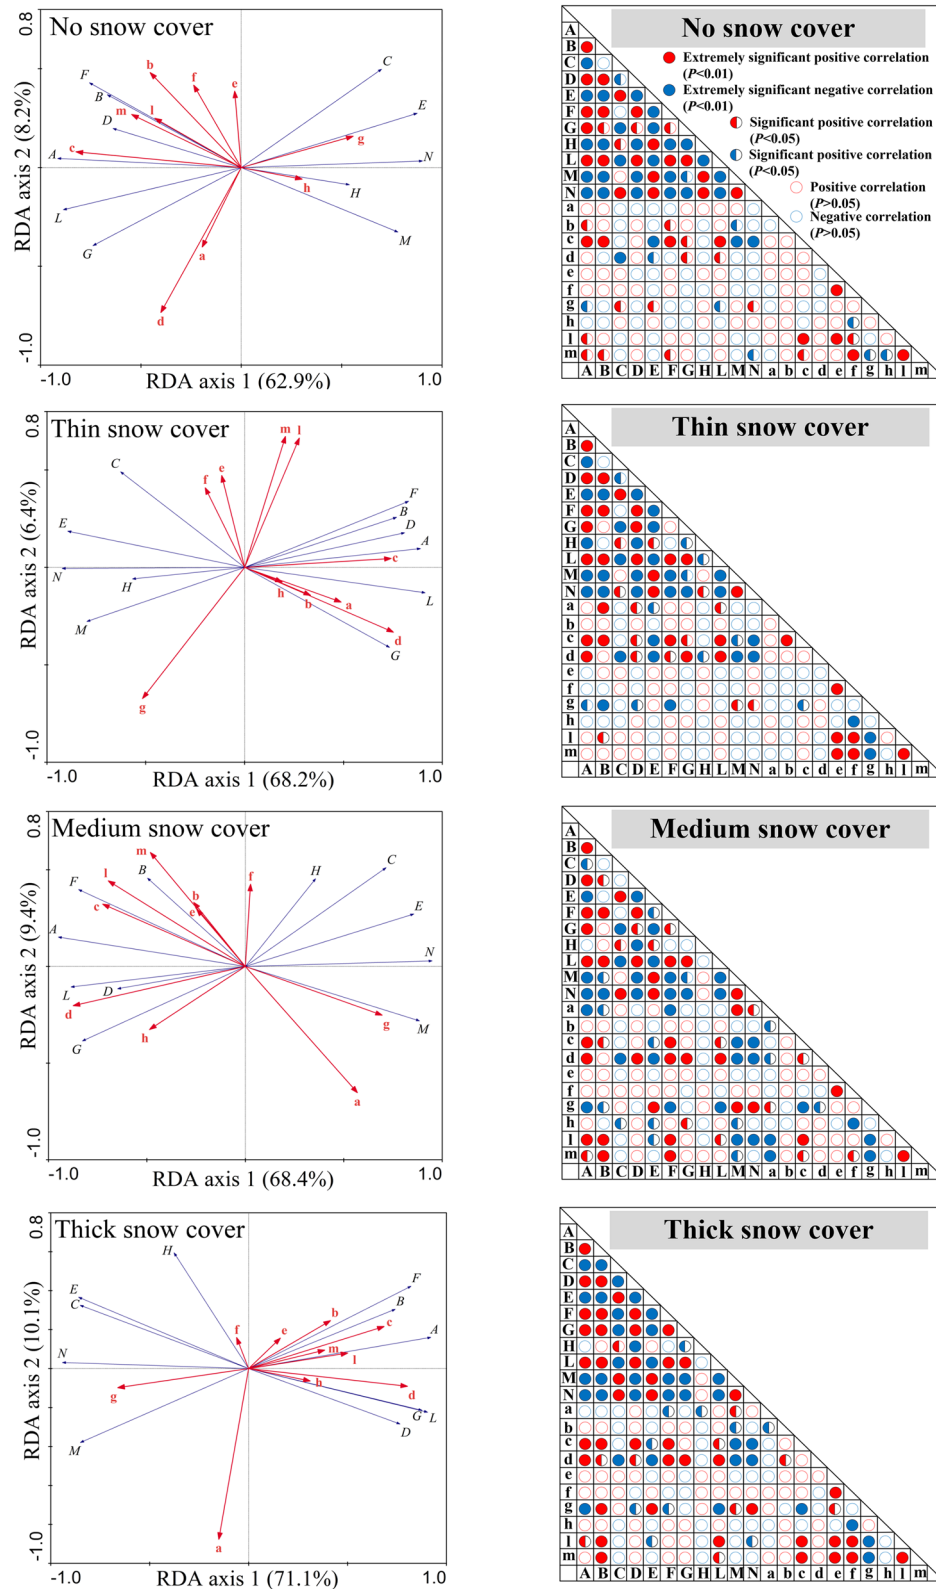 No snow cover
0.8
-1.0
RDA axis 2 (8.2%)
-1.0
1.0
RDA axis 1 (62.9%)
F
B
D
A
L
G
C
E
N
H
M
b
f
e
m
l
c
g
h
a
d
No snow cover
Extremely significant positive correlation
(P<0.01)
Extremely significant negative correlation
(P<0.01)
Significant positive correlation
(P<0.05)
Significant positive correlation
(P<0.05)
Positive correlation
(P>0.05)
Negative correlation
(P>0.05)
A
B
C
D
E
F
G
H
L
M
N
a
b
c
d
e
f
g
h
l
m
A B C D E F G H L M N a b c d e f g h l m
Thin snow cover
0.8
-1.0
RDA axis 2 (6.4%)
-1.0
1.0
RDA axis 1 (68.2%)
C
E
N
H
M
F
B
D
A
L
G
m
l
e
f
c
h
b
a
d
g
Thin snow cover
A
B
C
D
E
F
G
H
L
M
N
a
b
c
d
e
f
g
h
l
m
A B C D E F G H L M N a b c d e f g h l m
Medium snow cover
0.8
-1.0
RDA axis 2 (9.4%)
-1.0
1.0
RDA axis 1 (68.4%)
F
B
A
L
D
G
H
C
E
N
M
m
l
c
b
e
f
d
h
g
a
Medium snow cover
A
B
C
D
E
F
G
H
L
M
N
a
b
c
d
e
f
g
h
l
m
A B C D E F G H L M N a b c d e f g h l m
Thick snow cover
0.8
-1.0
RDA axis 2 (10.1%)
-1.0
1.0
RDA axis 1 (71.1%)
H
E
C
N
M
F
B
A
G
L
D
f
e
b
c
m
l
h
d
g
a
Thick snow cover
A
B
C
D
E
F
G
H
L
M
N
a
b
c
d
e
f
g
h
l
m
A B C D E F G H L M N a b c d e f g h l m